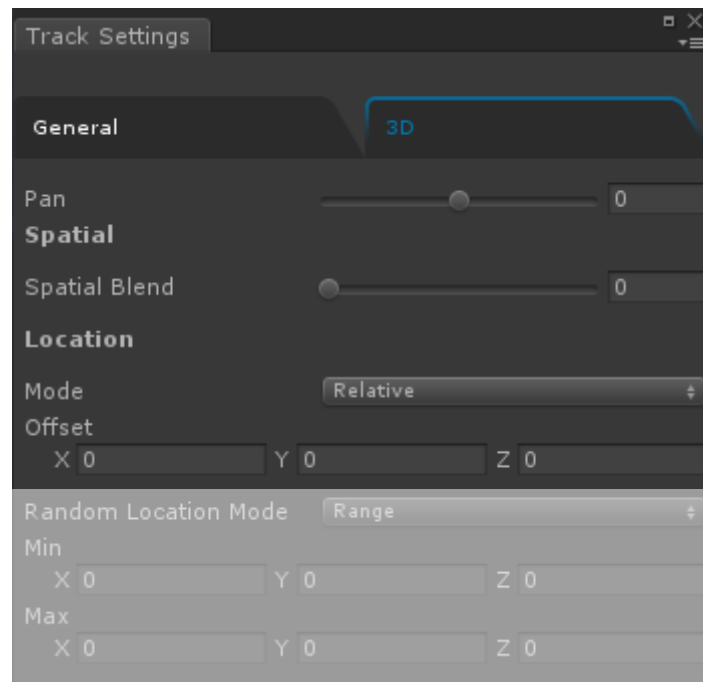 Track Settings
General 3D
Pan 0
Spatial
Spatial Blend 0
Location
Mode Relative
Offset
X 0 Y 0 Z 0
Random Location Mode Range
Min
X 0 Y 0 Z 0
Max
X 0 Y 0 Z 0